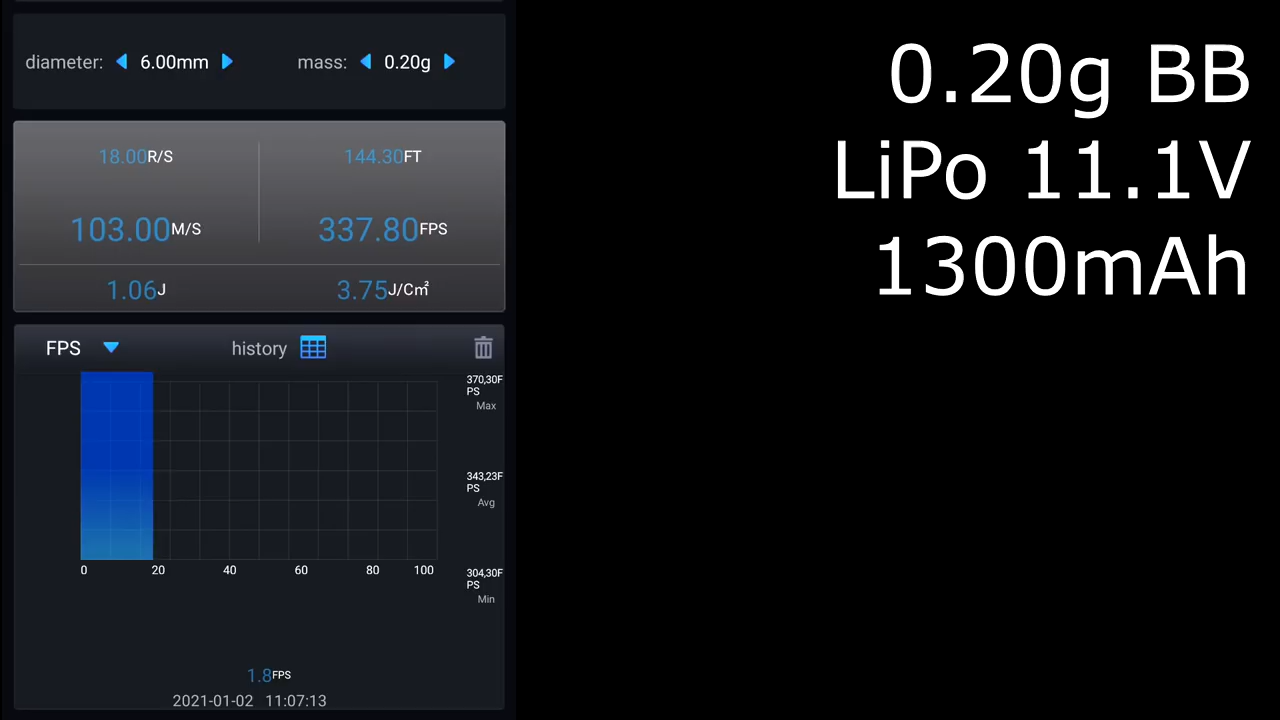 diameter: 6.00mm mass: 0.20g
18.00R/S 144.30FT
103.00M/S 337.80FPS
1.06J 3.75J/Cm²
FPS history
370,30F
PS
Max
343,23F
PS
Avg
304,30F
PS
Min
0 20 40 60 80 100
1.8FPS
2021-01-02 11:07:13
0.20g BB
LiPo 11.1V
1300mAh